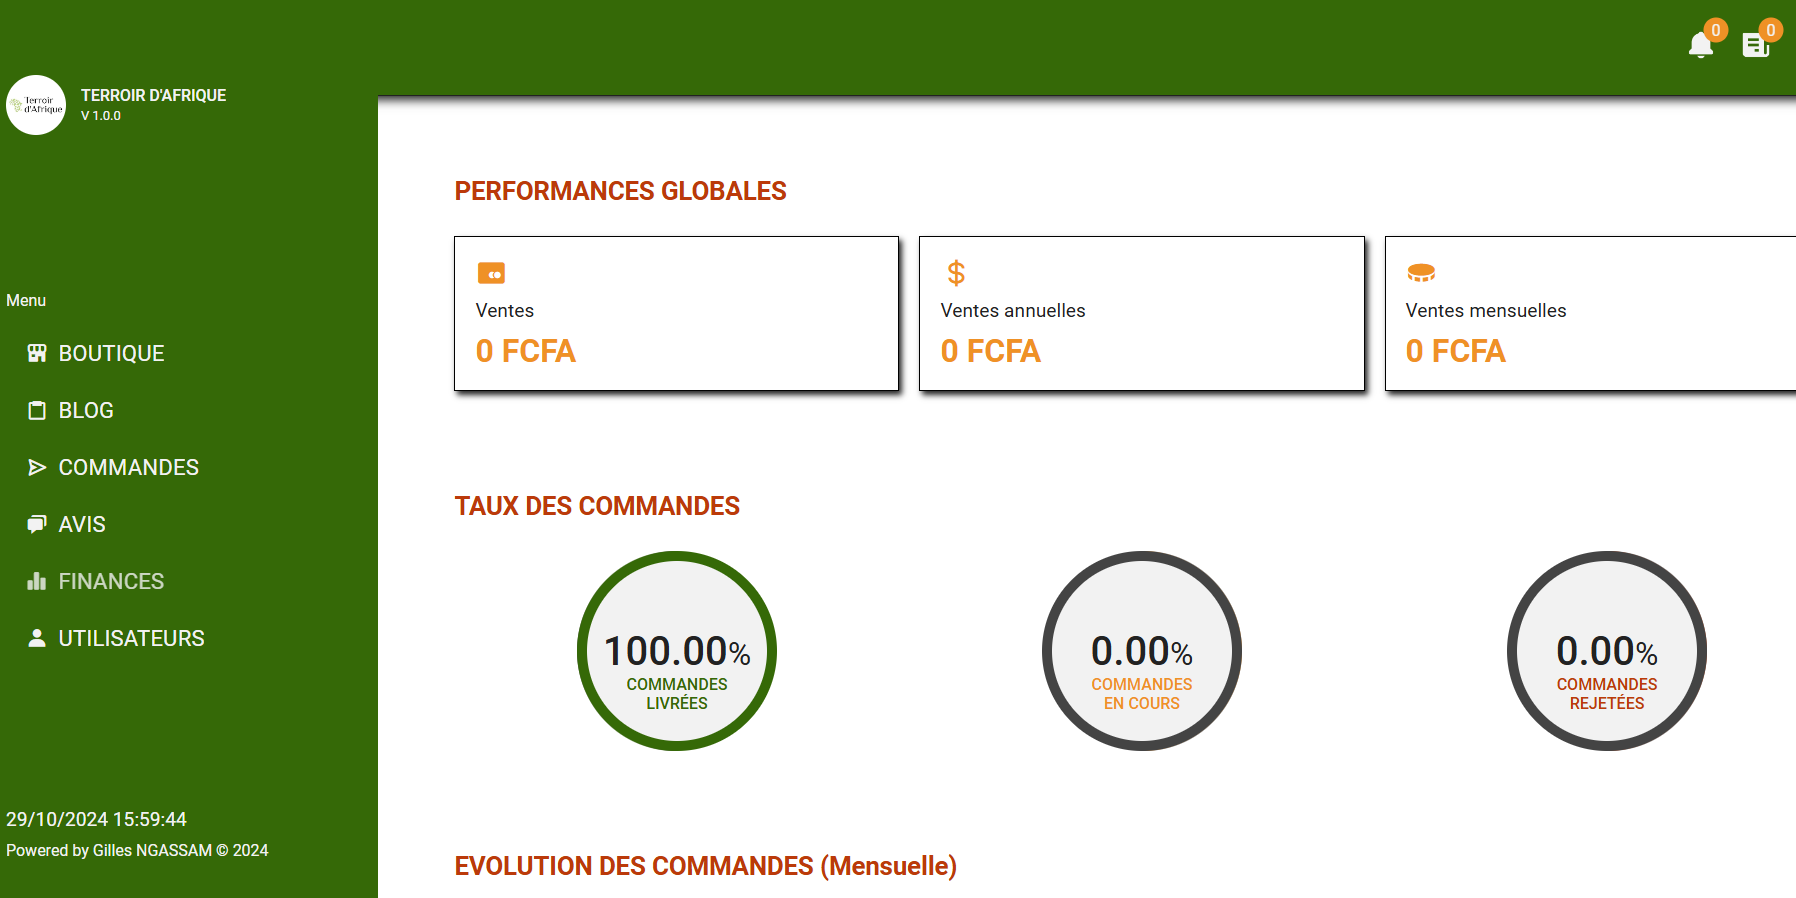 0
0
Terroir
d'Afrique
TERROIR D'AFRIQUE
V 1.0.0
Menu
BOUTIQUE
BLOG
COMMANDES
AVIS
FINANCES
UTILISATEURS
29/10/2024 15:59:44
Powered by Gilles NGASSAM © 2024
PERFORMANCES GLOBALES
Ventes
0 FCFA
$
Ventes annuelles
0 FCFA
Ventes mensuelles
0 FCFA
TAUX DES COMMANDES
100.00%
COMMANDES
LIVRÉES
0.00%
COMMANDES
EN COURS
0.00%
COMMANDES
REJETÉES
EVOLUTION DES COMMANDES (Mensuelle)